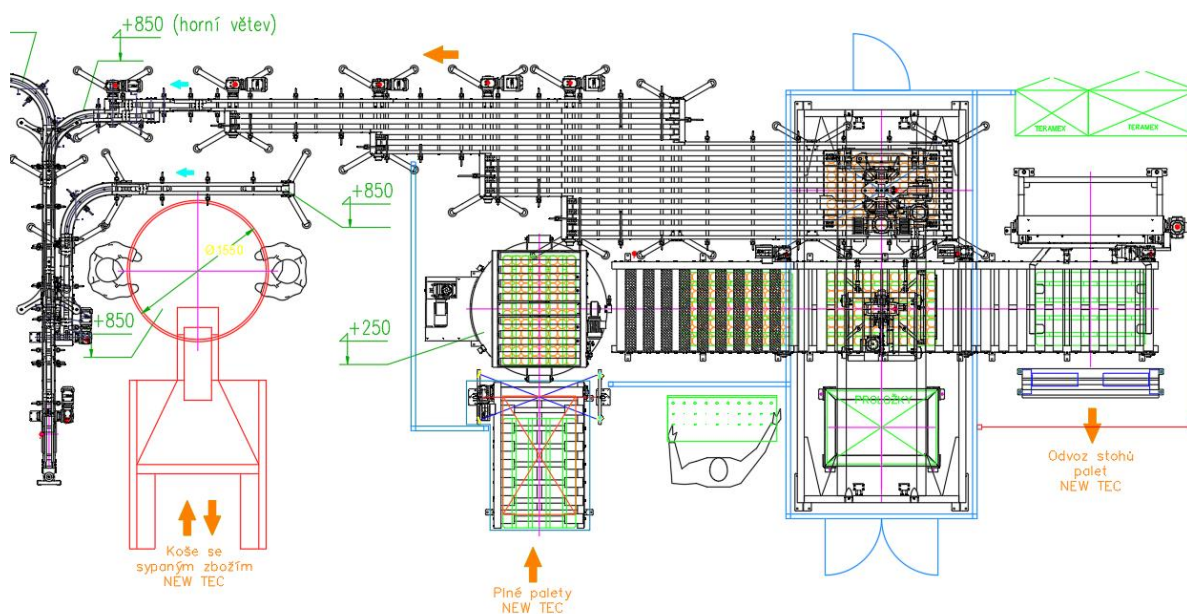 +850 (horní větev)
TERAMEX
TERAMEX
+850
Ø1550
+850
+250
PROLOŽKY
Odvoz stohů
palet
NEW TEC
Koše se
sypaným zbožím
NEW TEC
Plné palety
NEW TEC